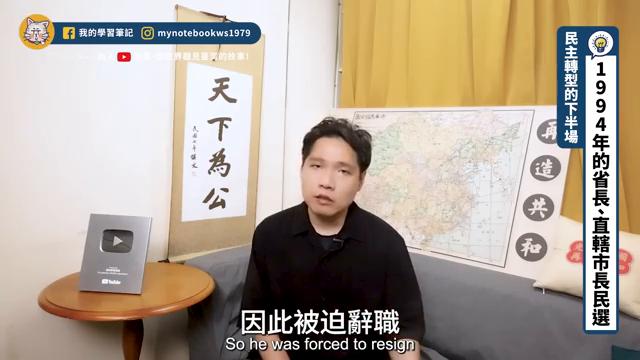 我的學習筆記 mynotebookws1979
天下為公
再造共和
民主轉型的下半場
1994年的省長、直轄市長民選
YouTube
因此被迫辭職
So he was forced to resign